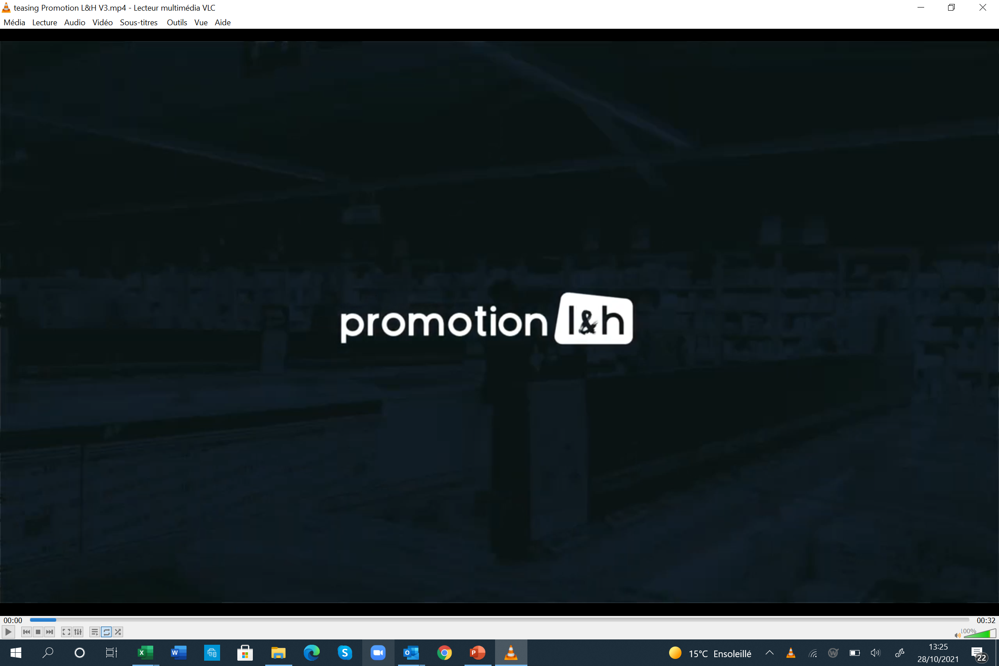 teasing Promotion L&H V3.mp4 - Lecteur multimédia VLC
Média Lecture Audio Vidéo Sous-titres Outils Vue Aide
promotion l&h
00:00 00:32
100%
15°C Ensoleillé
13:25
28/10/2021
22